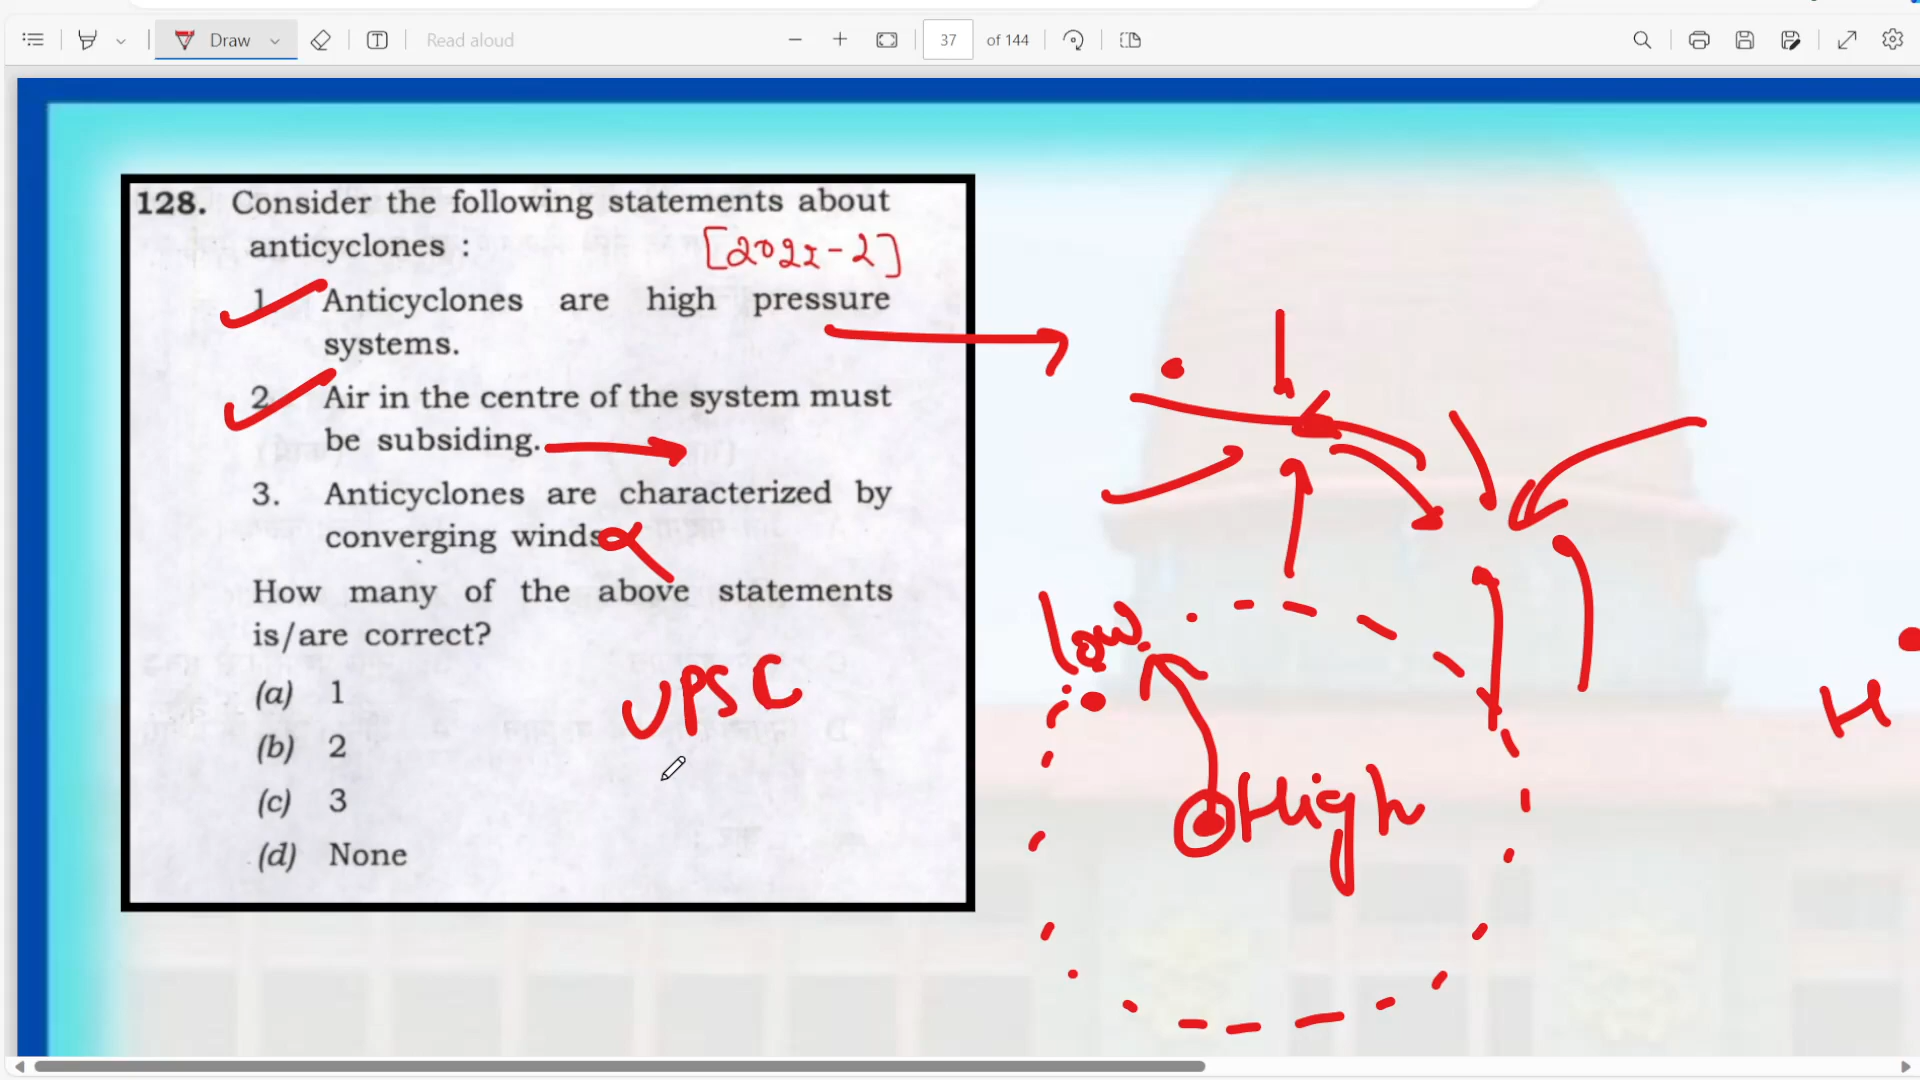 Draw
Read aloud
37 of 144
128. Consider the following statements about
anticyclones :
[202x-2]
1. Anticyclones are high pressure
systems.
2. Air in the centre of the system must
be subsiding.
3. Anticyclones are characterized by
converging winds
How many of the above statements
is/are correct?
UPSC
(a) 1
(b) 2
(c) 3
(d) None
low
High
H